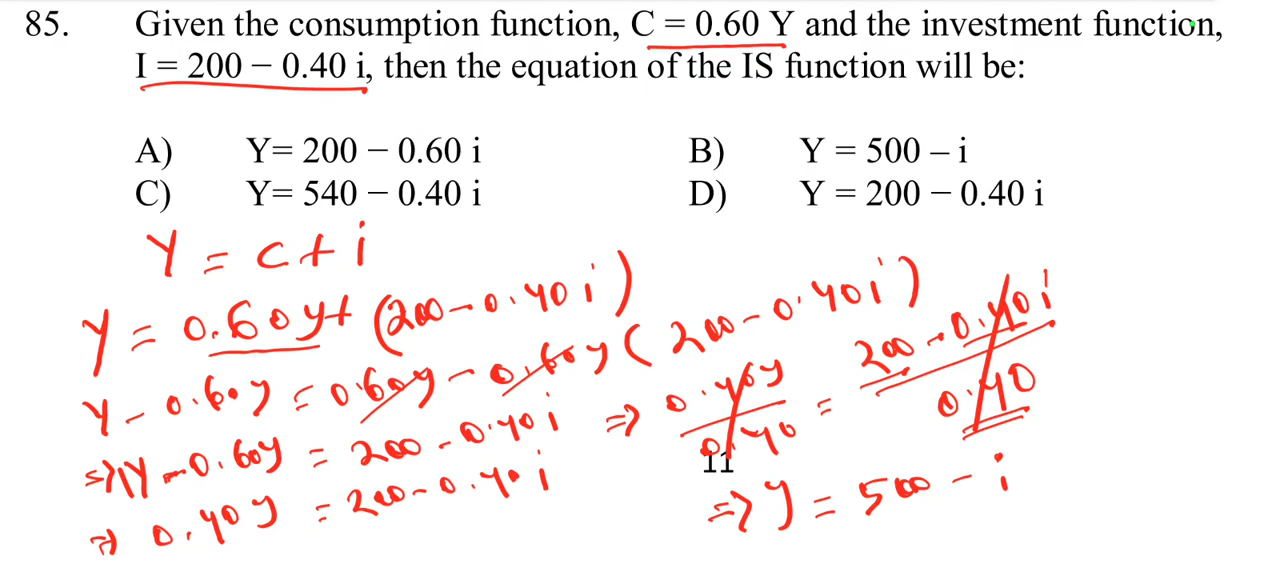 85. Given the consumption function, C = 0.60 Y and the investment function,
I = 200 – 0.40 i, then the equation of the IS function will be:
A) Y= 200 – 0.60 i B) Y = 500 – i
C) Y= 540 – 0.40 i D) Y = 200 – 0.40 i
Y = C + i
Y = 0.60y + (200 - 0.40 i)
Y - 0.60y = 0.60y - 0.60y (200 - 0.40i)
=> 1Y - 0.60y = 200 - 0.40 i
=> 0.40y = 200 - 0.40 i
=> 0.40y / 0.40 = 200 - 0.40 i / 0.40
11
=> y = 500 - i